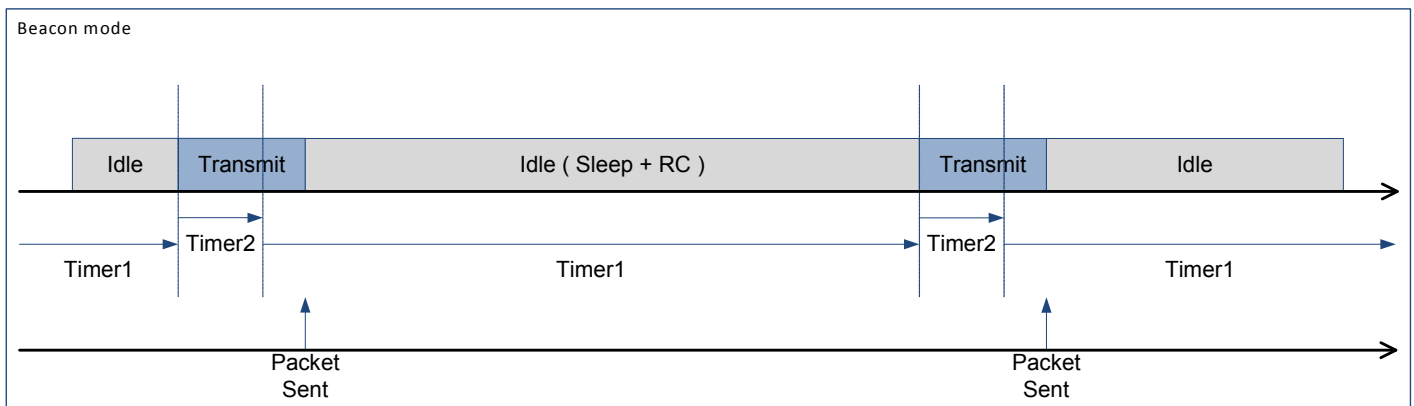 Beacon mode
Idle
Transmit
Idle ( Sleep + RC )
Transmit
Idle
Timer2
Timer2
Timer1
Timer1
Timer1
Packet
Sent
Packet
Sent